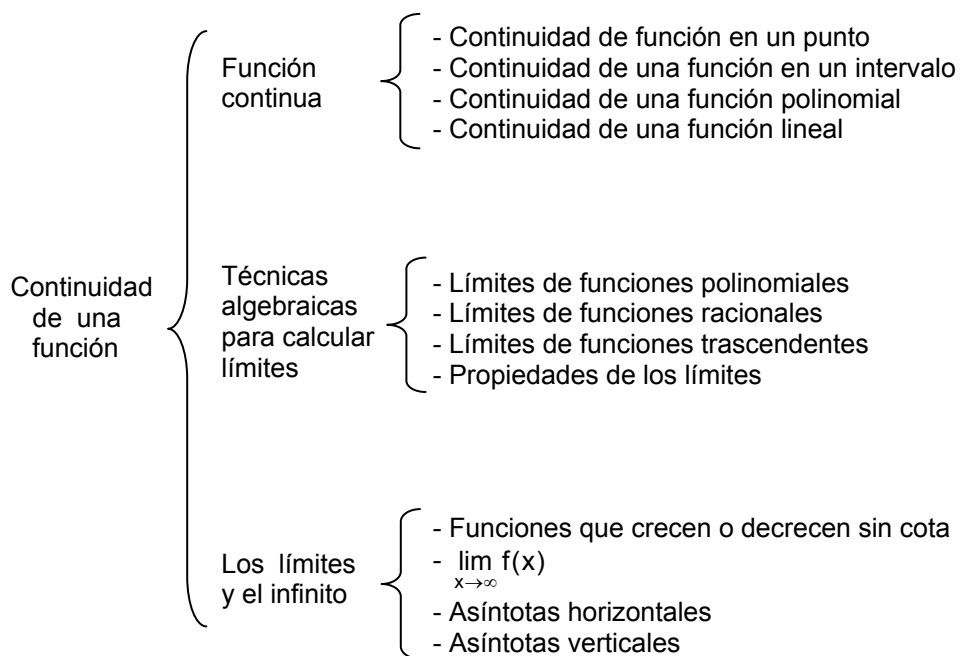 Continuidad
de una
función
Función
continua
- Continuidad de función en un punto
- Continuidad de una función en un intervalo
- Continuidad de una función polinomial
- Continuidad de una función lineal
Técnicas
algebraicas
para calcular
límites
- Límites de funciones polinomiales
- Límites de funciones racionales
- Límites de funciones trascendentes
- Propiedades de los límites
Los límites
y el infinito
- Funciones que crecen o decrecen sin cota
- lim f(x)
x→∞
- Asíntotas horizontales
- Asíntotas verticales